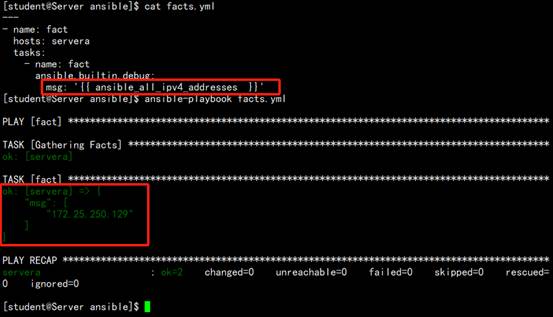 [student@Server ansible]$ cat facts.yml
---
- name: fact
  hosts: servera
  tasks:
    - name: fact
      ansible.builtin.debug:
        msg: '{{ ansible_all_ipv4_addresses  }}'
[student@Server ansible]$ ansible-playbook facts.yml
PLAY [fact] ******************************************************************************
TASK [Gathering Facts] *******************************************************************
ok: [servera]
TASK [fact] ******************************************************************************
ok: [servera] => {
    "msg": [
        "172.25.250.129"
    ]
}
PLAY RECAP *******************************************************************************
servera                    : ok=2    changed=0    unreachable=0    failed=0    skipped=0    rescued=
0    ignored=0
[student@Server ansible]$